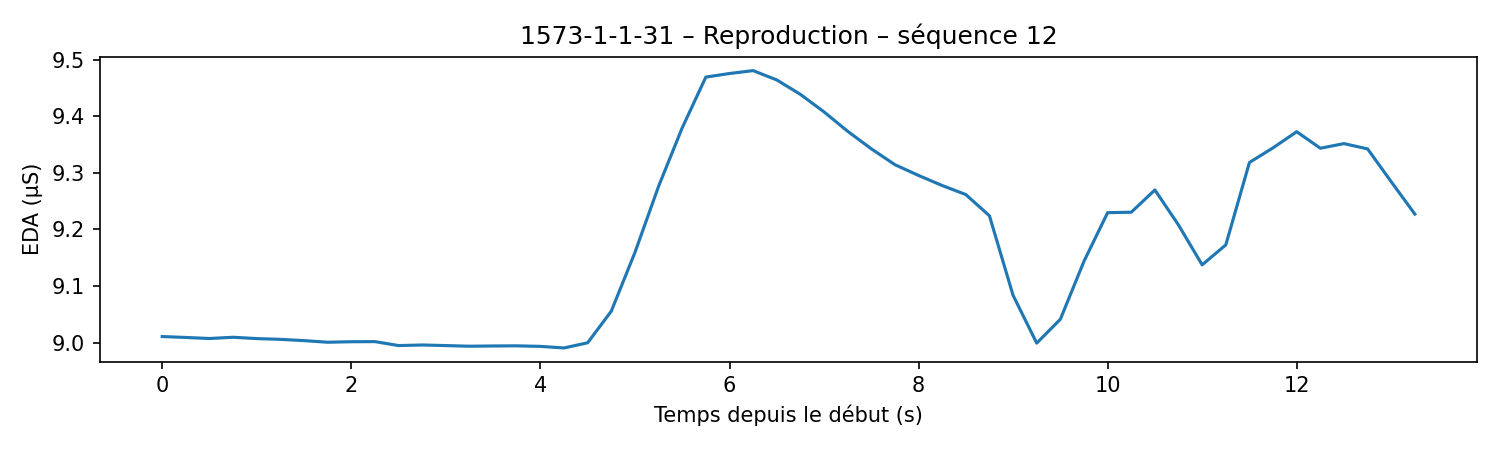 1573-1-1-31 – Reproduction – séquence 12
EDA (µS)
9.5
9.4
9.3
9.2
9.1
9.0
0 2 4 6 8 10 12
Temps depuis le début (s)